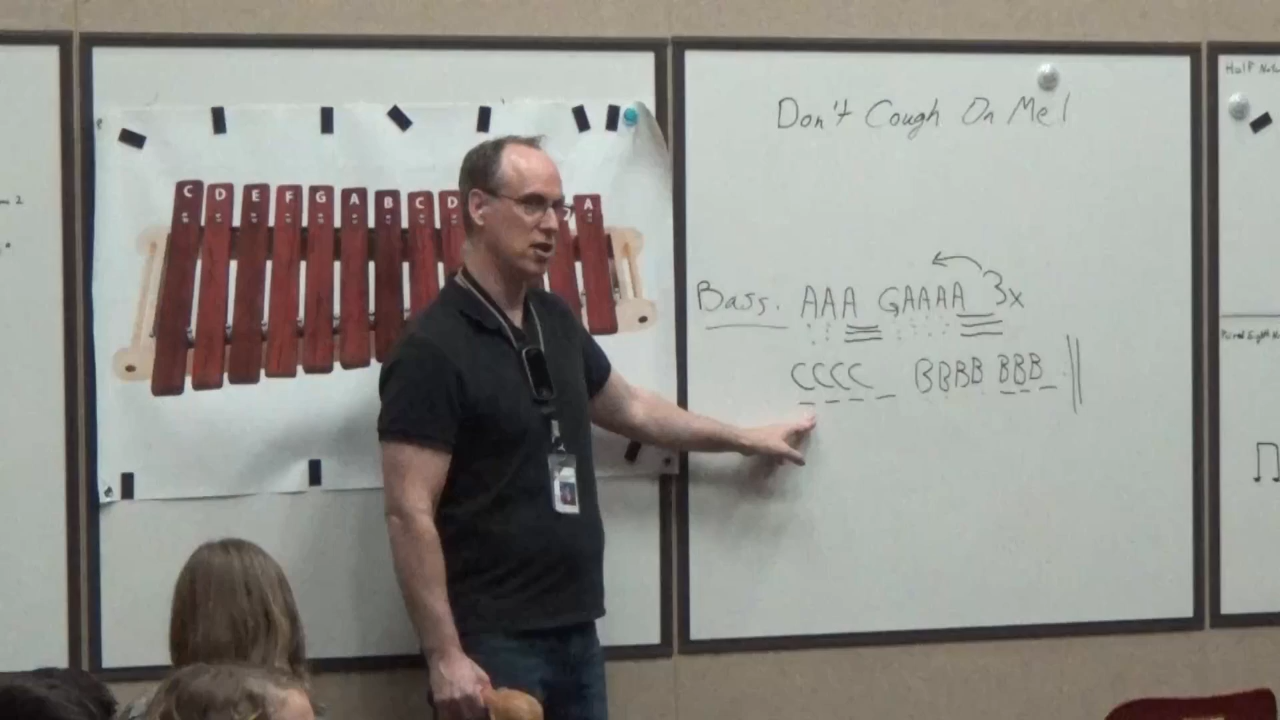 C D E F G A B C D A
Don't Cough On Me!
Bass. AAA GAAAA 3x
CCCC BBBB BBB
Half